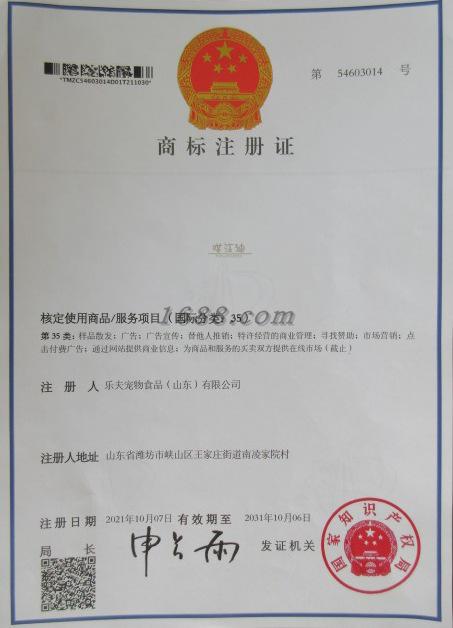 *TMZC54603014D01T211030*
第 54603014 号
商标注册证
核定使用商品/服务项目（国际分类：35）
1688.com
第 35 类：样品散发；广告；广告宣传；替他人推销；特许经营的商业管理；寻找赞助；市场营销；点
击付费广告；通过网站提供商业信息；为商品和服务的买卖双方提供在线市场（截止）
注 册 人 乐夫宠物食品（山东）有限公司
注册人地址 山东省潍坊市峡山区王家庄街道南凌家院村
注册日期 2021年10月07日 有效期至 2031年10月06日
局 长 申长雨 发证机关
国家知识产权局